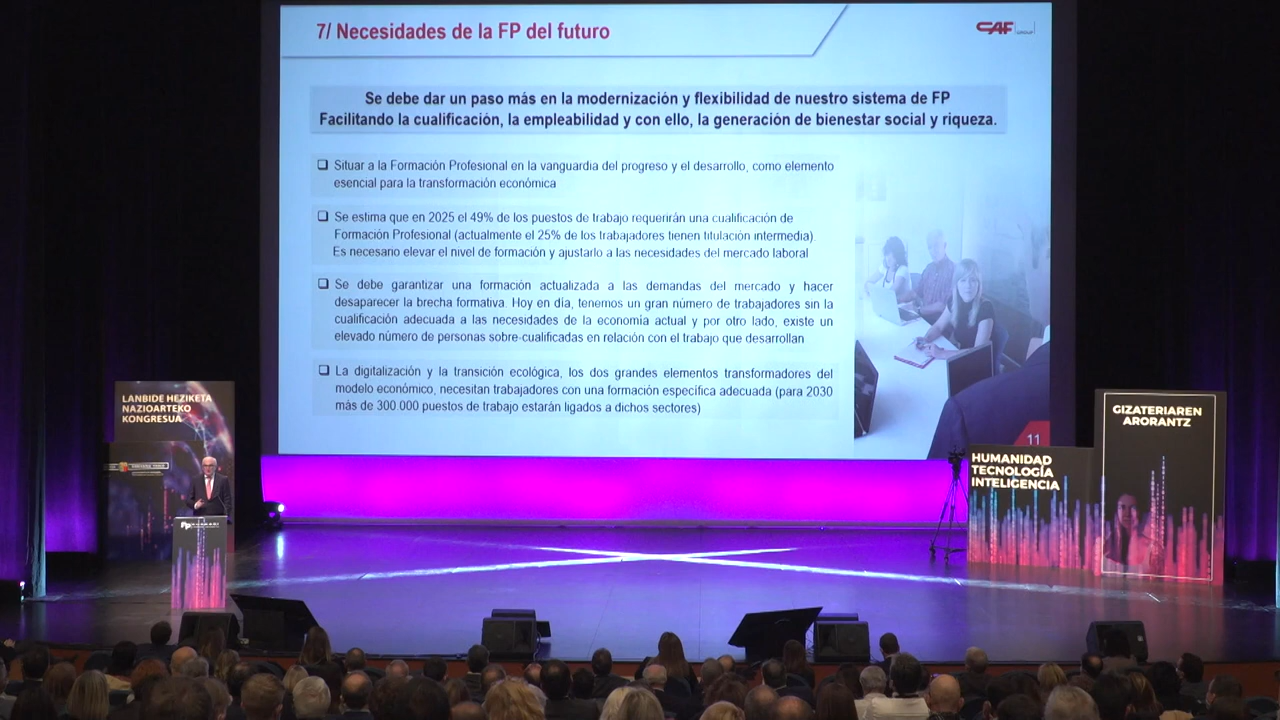 7/ Necesidades de la FP del futuro
CAF GROUP
Se debe dar un paso más en la modernización y flexibilidad de nuestro sistema de FP
Facilitando la cualificación, la empleabilidad y con ello, la generación de bienestar social y riqueza.
Situar a la Formación Profesional en la vanguardia del progreso y el desarrollo, como elemento
esencial para la transformación económica
Se estima que en 2025 el 49% de los puestos de trabajo requerirán una cualificación de
Formación Profesional (actualmente el 25% de los trabajadores tienen titulación intermedia).
Es necesario elevar el nivel de formación y ajustarlo a las necesidades del mercado laboral
Se debe garantizar una formación actualizada a las demandas del mercado y hacer
desaparecer la brecha formativa. Hoy en día, tenemos un gran número de trabajadores sin la
cualificación adecuada a las necesidades de la economía actual y por otro lado, existe un
elevado número de personas sobre-cualificadas en relación con el trabajo que desarrollan
La digitalización y la transición ecológica, los dos grandes elementos transformadores del
modelo económico, necesitan trabajadores con una formación específica adecuada (para 2030
más de 300.000 puestos de trabajo estarán ligados a dichos sectores)
11
LANBIDE HEZIKETA
NAZIOARTEKO
KONGRESUA
HUMANIDAD
TECNOLOGÍA
INTELIGENCIA
GIZATERIAREN
ARORANTZ